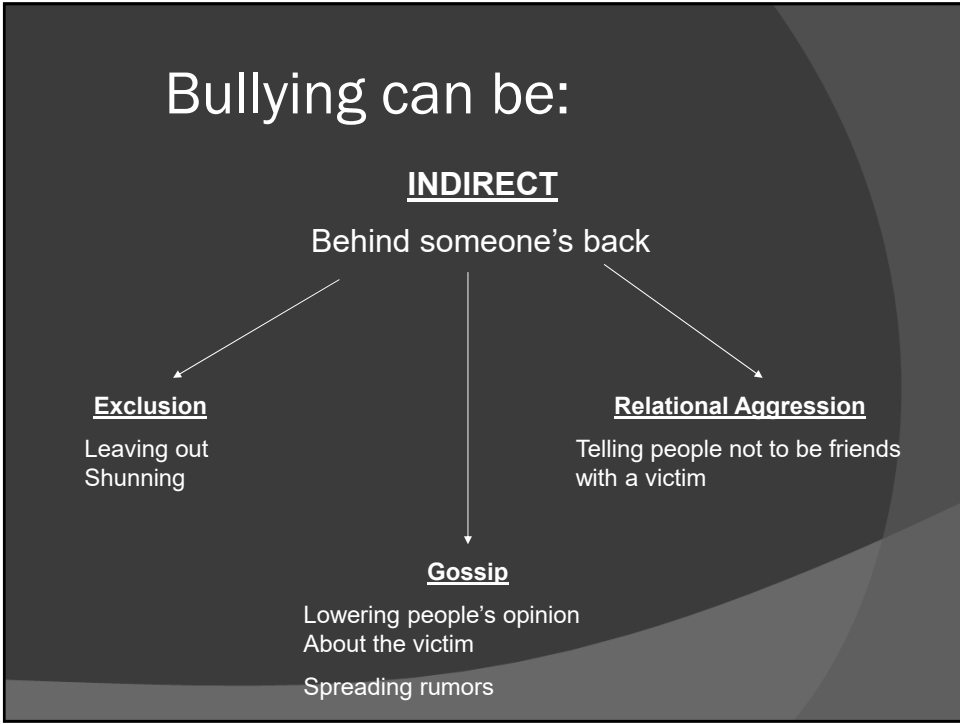 Bullying can be:
INDIRECT
Behind someone’s back
Exclusion
Leaving out
Shunning
Relational Aggression
Telling people not to be friends
with a victim
Gossip
Lowering people’s opinion
About the victim
Spreading rumors